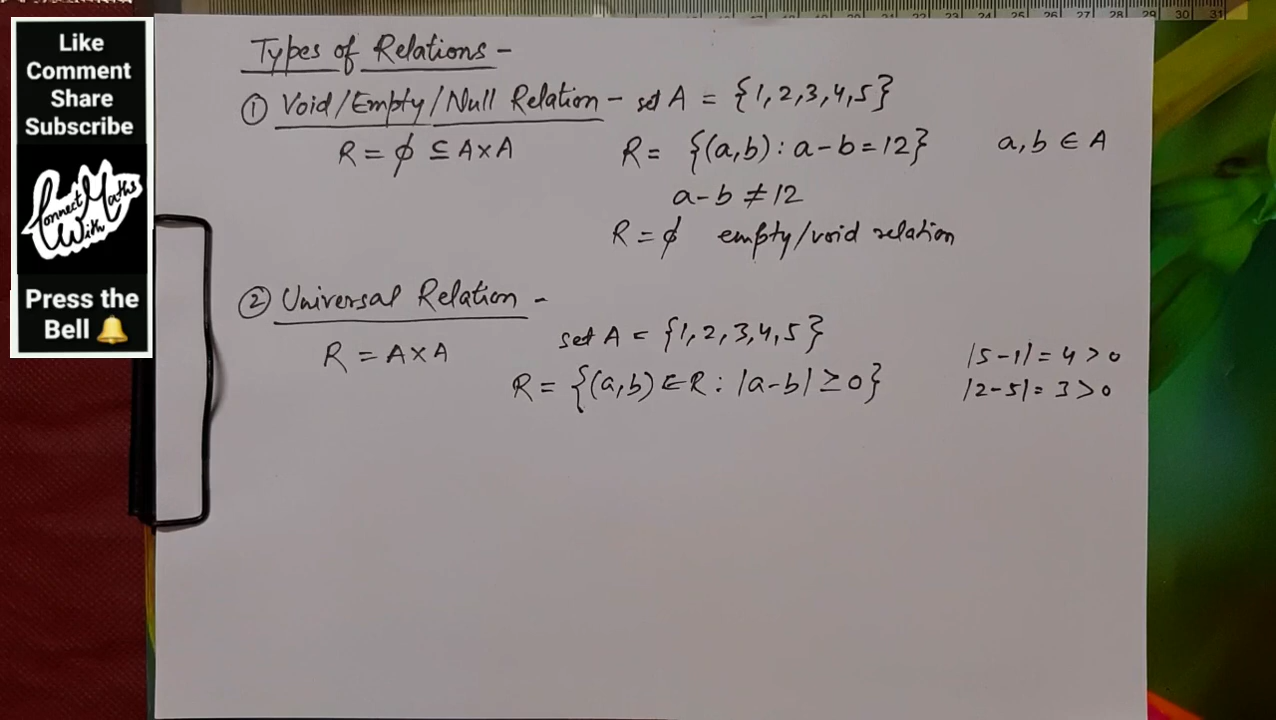 Like
Comment
Share
Subscribe
Connect
With Maths
Press the
Bell 🔔
Types of Relations -
① Void/Empty/Null Relation - set A = {1,2,3,4,5}
R = ϕ ⊆ A×A R = {(a,b) : a-b=12} a,b ∈ A
a-b ≠ 12
R = ϕ empty/void relation
② Universal Relation -
set A = {1,2,3,4,5}
R = A×A |5-1| = 4 > 0
R = {(a,b) ∈ R : |a-b| ≥ 0} |2-5| = 3 > 0